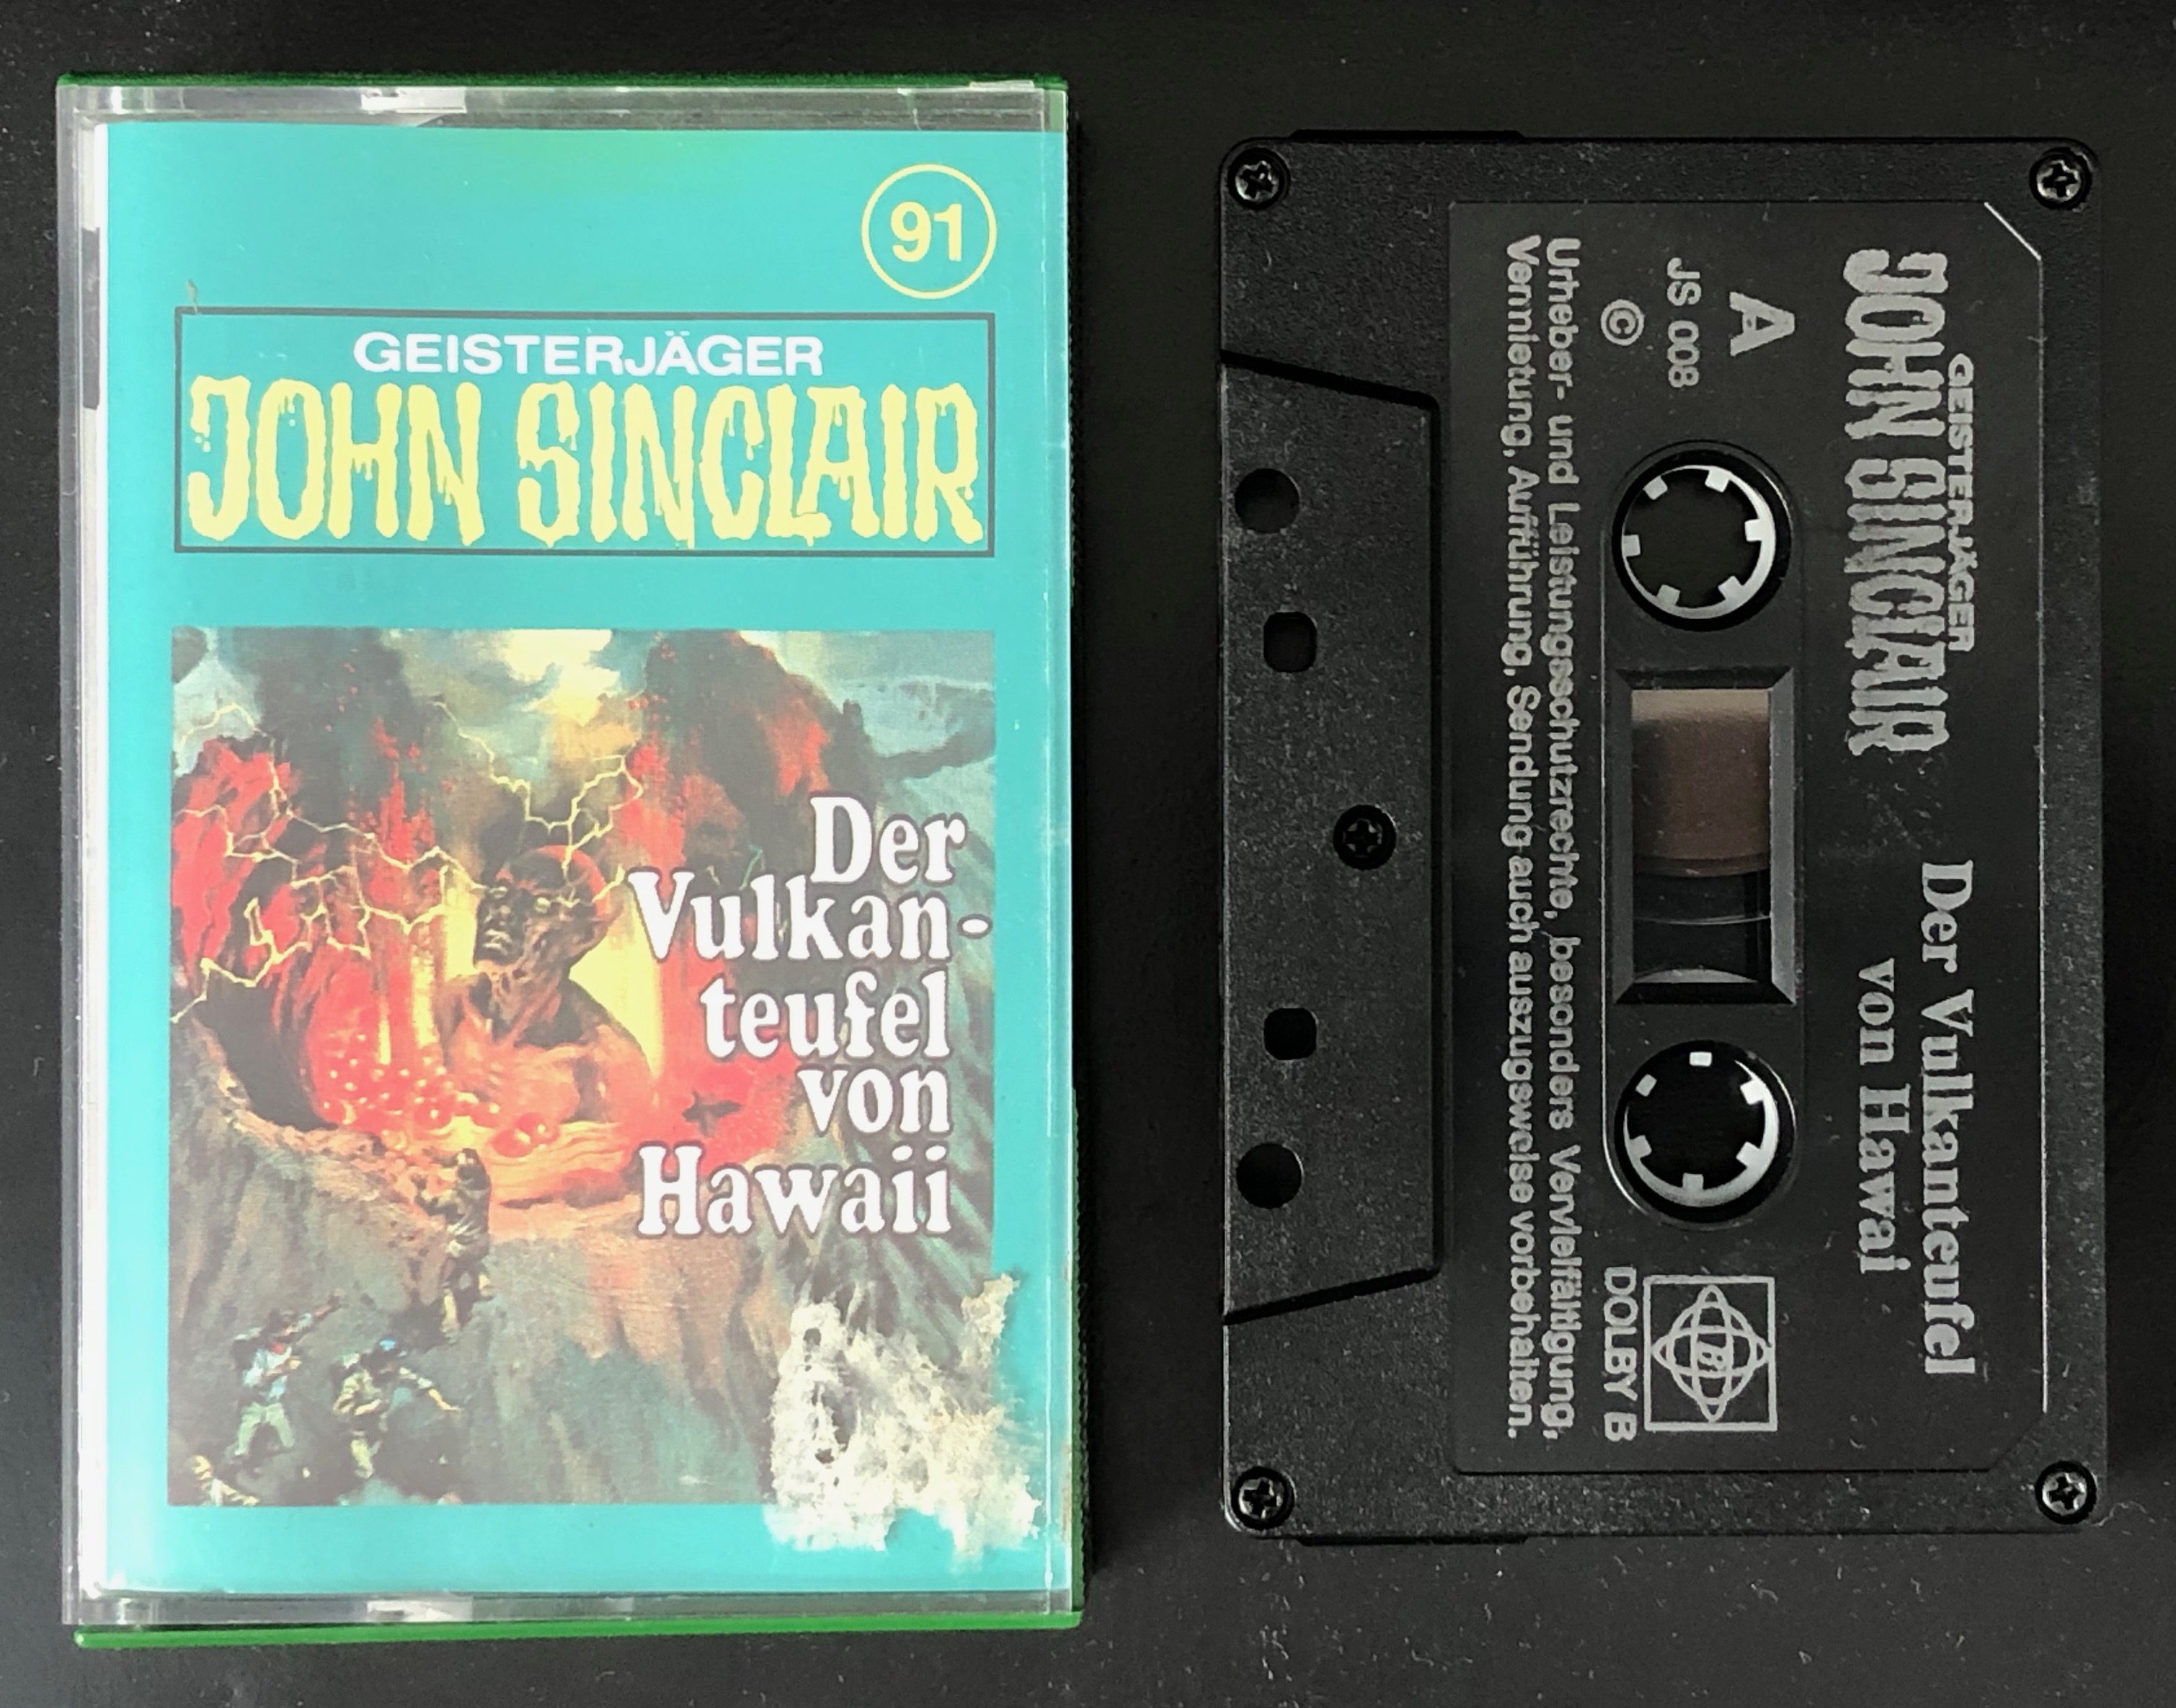 91
GEISTERJÄGER
JOHN SINCLAIR
Der
Vulkan-
teufel
von
Hawaii
GEISTERJÄGER
JOHN SINCLAIR
Der Vulkanteufel
von Hawai
A
JS 008
©
B
DOLBY B
Urheber- und Leistungsschutzrechte, besonders Vervielfältigung,
Vermietung, Aufführung, Sendung auch auszugsweise vorbehalten.